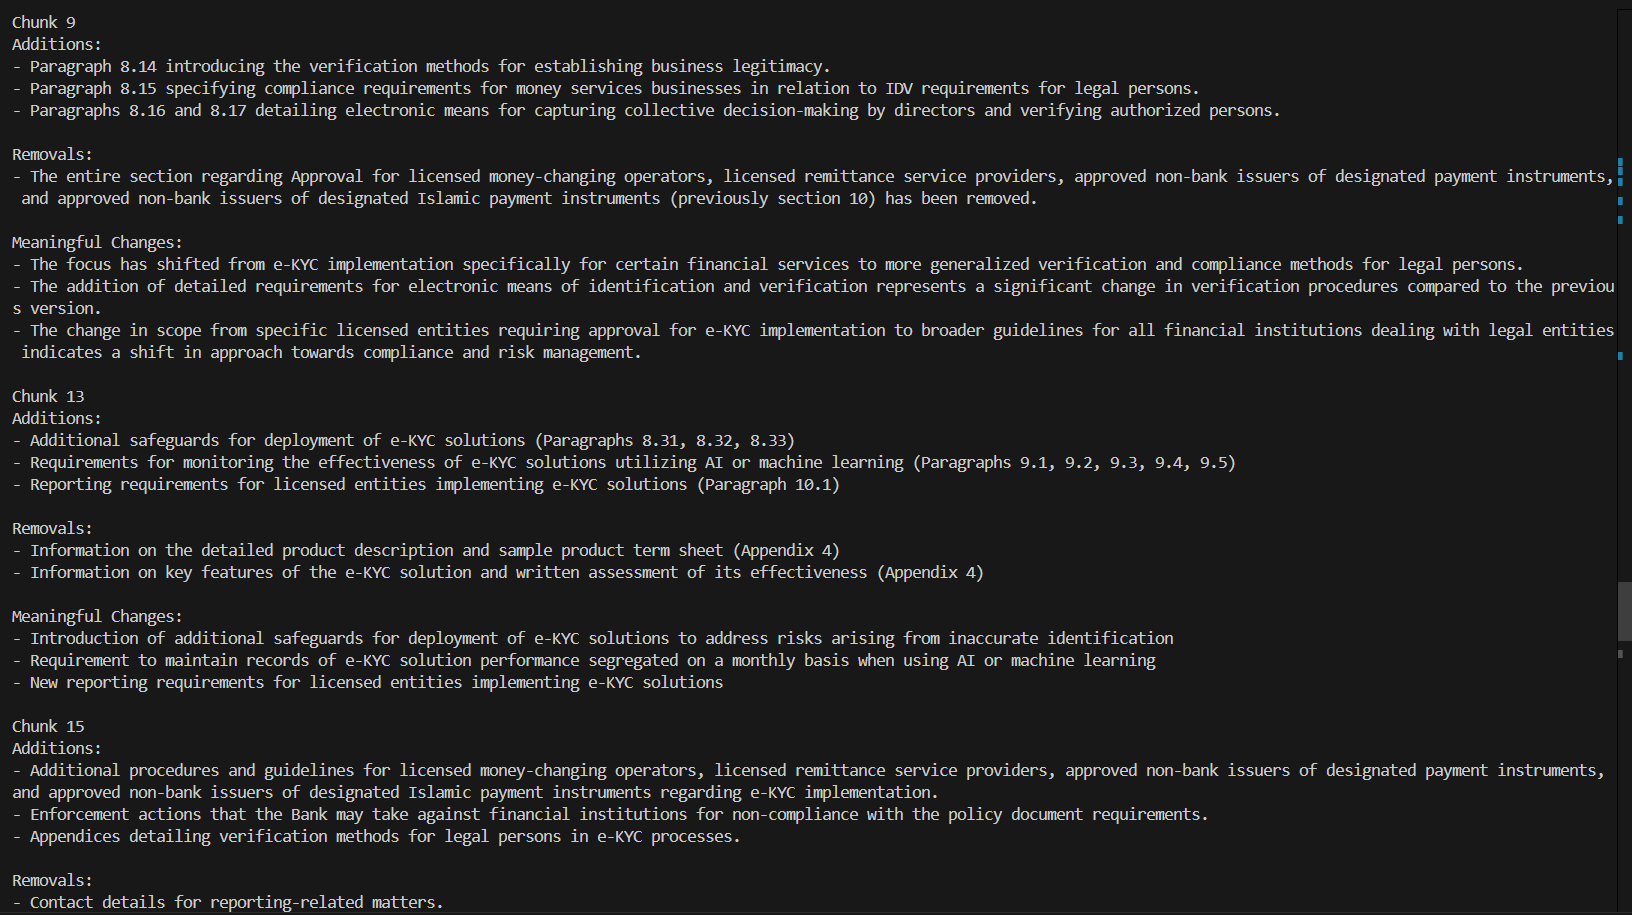 Chunk 9
Additions:
- Paragraph 8.14 introducing the verification methods for establishing business legitimacy.
- Paragraph 8.15 specifying compliance requirements for money services businesses in relation to IDV requirements for legal persons.
- Paragraphs 8.16 and 8.17 detailing electronic means for capturing collective decision-making by directors and verifying authorized persons.

Removals:
- The entire section regarding Approval for licensed money-changing operators, licensed remittance service providers, approved non-bank issuers of designated payment instruments,
 and approved non-bank issuers of designated Islamic payment instruments (previously section 10) has been removed.

Meaningful Changes:
- The focus has shifted from e-KYC implementation specifically for certain financial services to more generalized verification and compliance methods for legal persons.
- The addition of detailed requirements for electronic means of identification and verification represents a significant change in verification procedures compared to the previou
s version.
- The change in scope from specific licensed entities requiring approval for e-KYC implementation to broader guidelines for all financial institutions dealing with legal entities
 indicates a shift in approach towards compliance and risk management.

Chunk 13
Additions:
- Additional safeguards for deployment of e-KYC solutions (Paragraphs 8.31, 8.32, 8.33)
- Requirements for monitoring the effectiveness of e-KYC solutions utilizing AI or machine learning (Paragraphs 9.1, 9.2, 9.3, 9.4, 9.5)
- Reporting requirements for licensed entities implementing e-KYC solutions (Paragraph 10.1)

Removals:
- Information on the detailed product description and sample product term sheet (Appendix 4)
- Information on key features of the e-KYC solution and written assessment of its effectiveness (Appendix 4)

Meaningful Changes:
- Introduction of additional safeguards for deployment of e-KYC solutions to address risks arising from inaccurate identification
- Requirement to maintain records of e-KYC solution performance segregated on a monthly basis when using AI or machine learning
- New reporting requirements for licensed entities implementing e-KYC solutions

Chunk 15
Additions:
- Additional procedures and guidelines for licensed money-changing operators, licensed remittance service providers, approved non-bank issuers of designated payment instruments,
and approved non-bank issuers of designated Islamic payment instruments regarding e-KYC implementation.
- Enforcement actions that the Bank may take against financial institutions for non-compliance with the policy document requirements.
- Appendices detailing verification methods for legal persons in e-KYC processes.

Removals:
- Contact details for reporting-related matters.